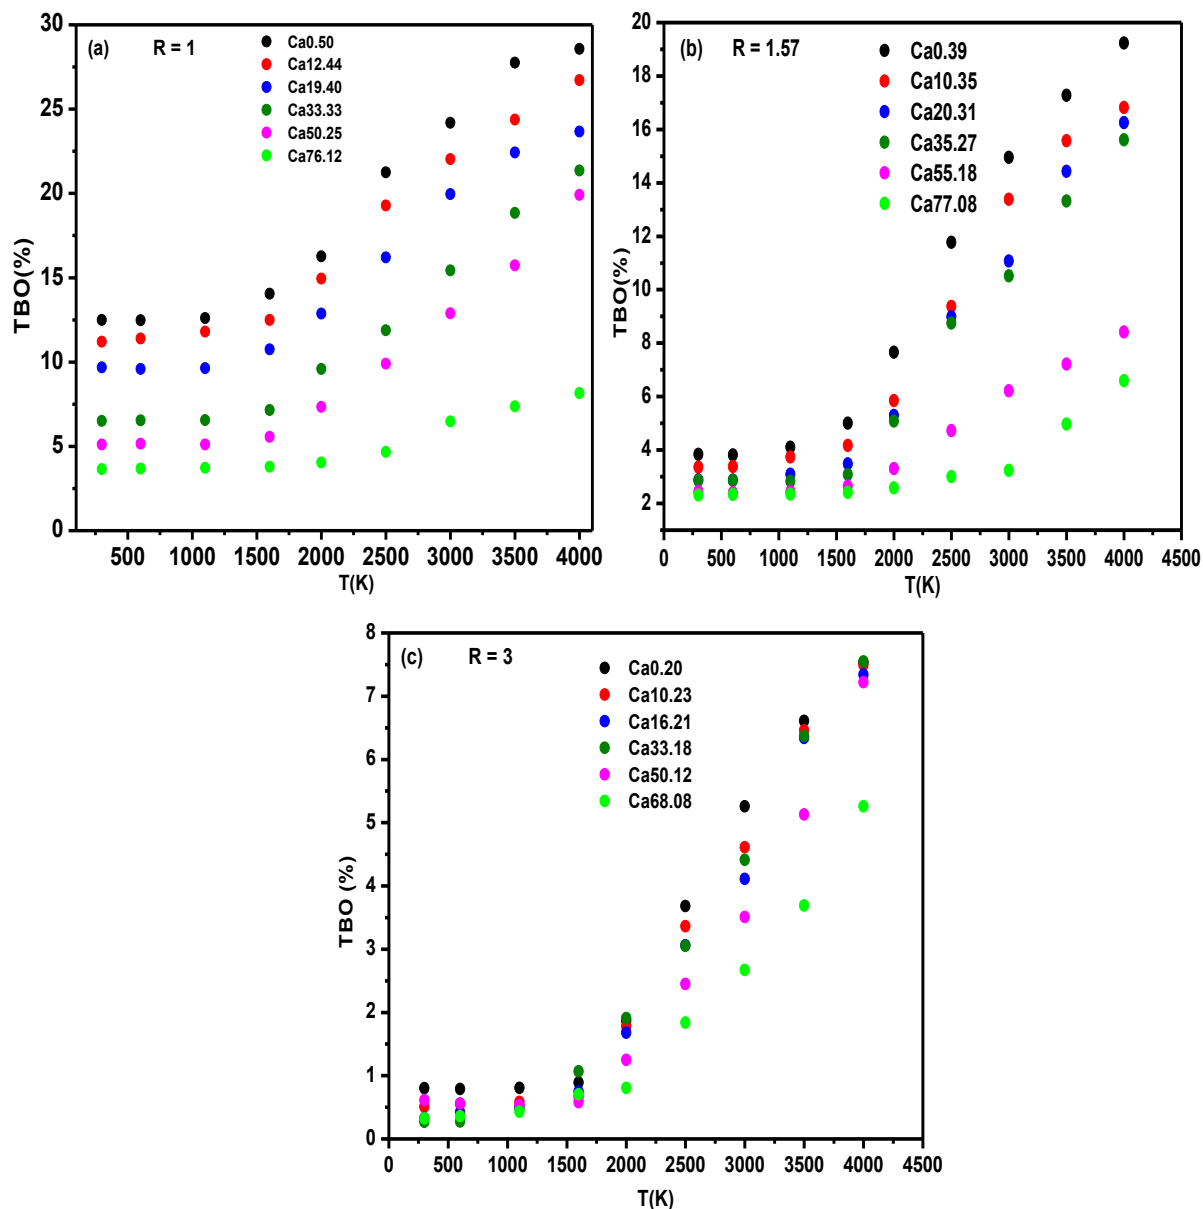 (a) R = 1
Ca0.50
Ca12.44
Ca19.40
Ca33.33
Ca50.25
Ca76.12
TBO(%)
30
25
20
15
10
5
0
500 1000 1500 2000 2500 3000 3500 4000
T(K)
(b) R = 1.57
Ca0.39
Ca10.35
Ca20.31
Ca35.27
Ca55.18
Ca77.08
TBO(%)
20
18
16
14
12
10
8
6
4
2
0 500 1000 1500 2000 2500 3000 3500 4000 4500
T(K)
(c) R = 3
Ca0.20
Ca10.23
Ca16.21
Ca33.18
Ca50.12
Ca68.08
TBO (%)
8
7
6
5
4
3
2
1
0
0 500 1000 1500 2000 2500 3000 3500 4000 4500
T(K)